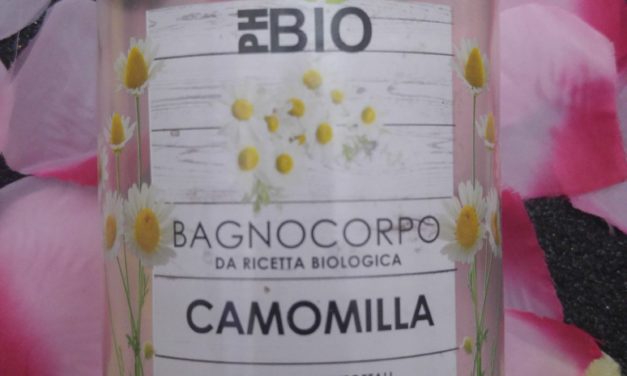 PH BIO
BAGNOCORPO
DA RICETTA BIOLOGICA
CAMOMILLA